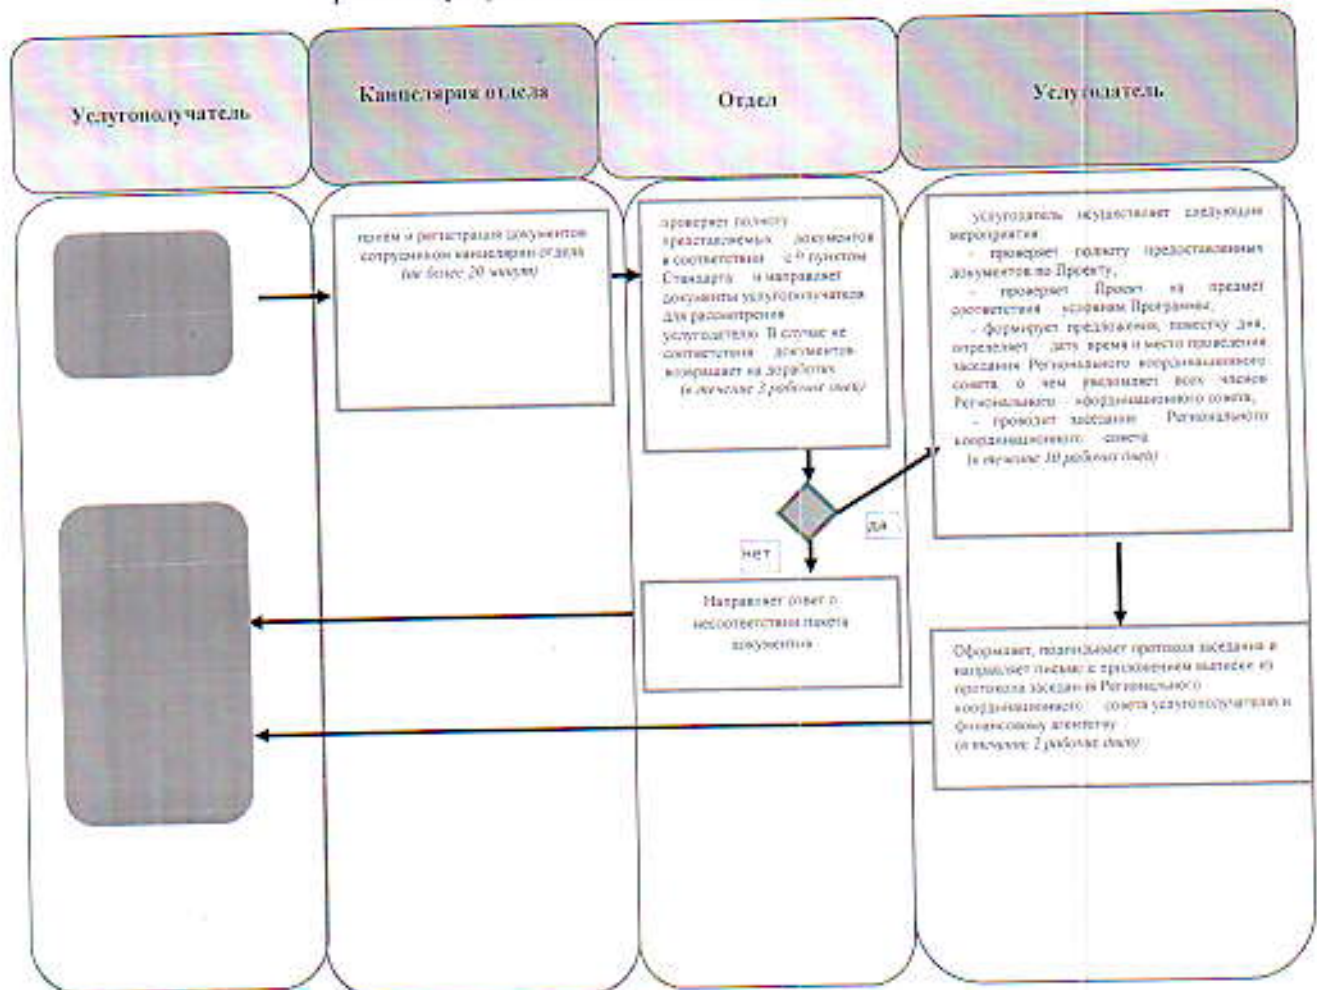 Услугополучатель
Канцелярия отдела
Отдел
Услугодатель
прием и регистрация документов
сотрудником канцелярии отдела
(не более 20 минут)
проверяет полноту
представляемых документов
в соответствии с 9 пунктом
Стандарта и направляет
документы услугополучателя
для рассмотрения
услугодателю. В случае не
соответствия документов
возвращает на доработку
(в течение 3 рабочих дней)
да
нет
Направляет ответ о
несоответствии пакета
документов
услугодатель осуществляет следующие
мероприятия:
- проверяет полноту предоставленных
документов по Проекту;
- проверяет Проект на предмет
соответствия условиям Программы;
- формирует предложения, повестку дня,
определяет дату время и место проведения
заседания Регионального координационного
совета, о чем уведомляет всех членов
Регионального координационного совета;
- проводит заседание Регионального
координационного совета
(в течение 10 рабочих дней)
Оформляет, подписывает протокол заседания и
направляет письмо с приложением выписки из
протокола заседания Регионального
координационного совета услугополучателю и
финансовому агентству
(в течение 2 рабочих дней)